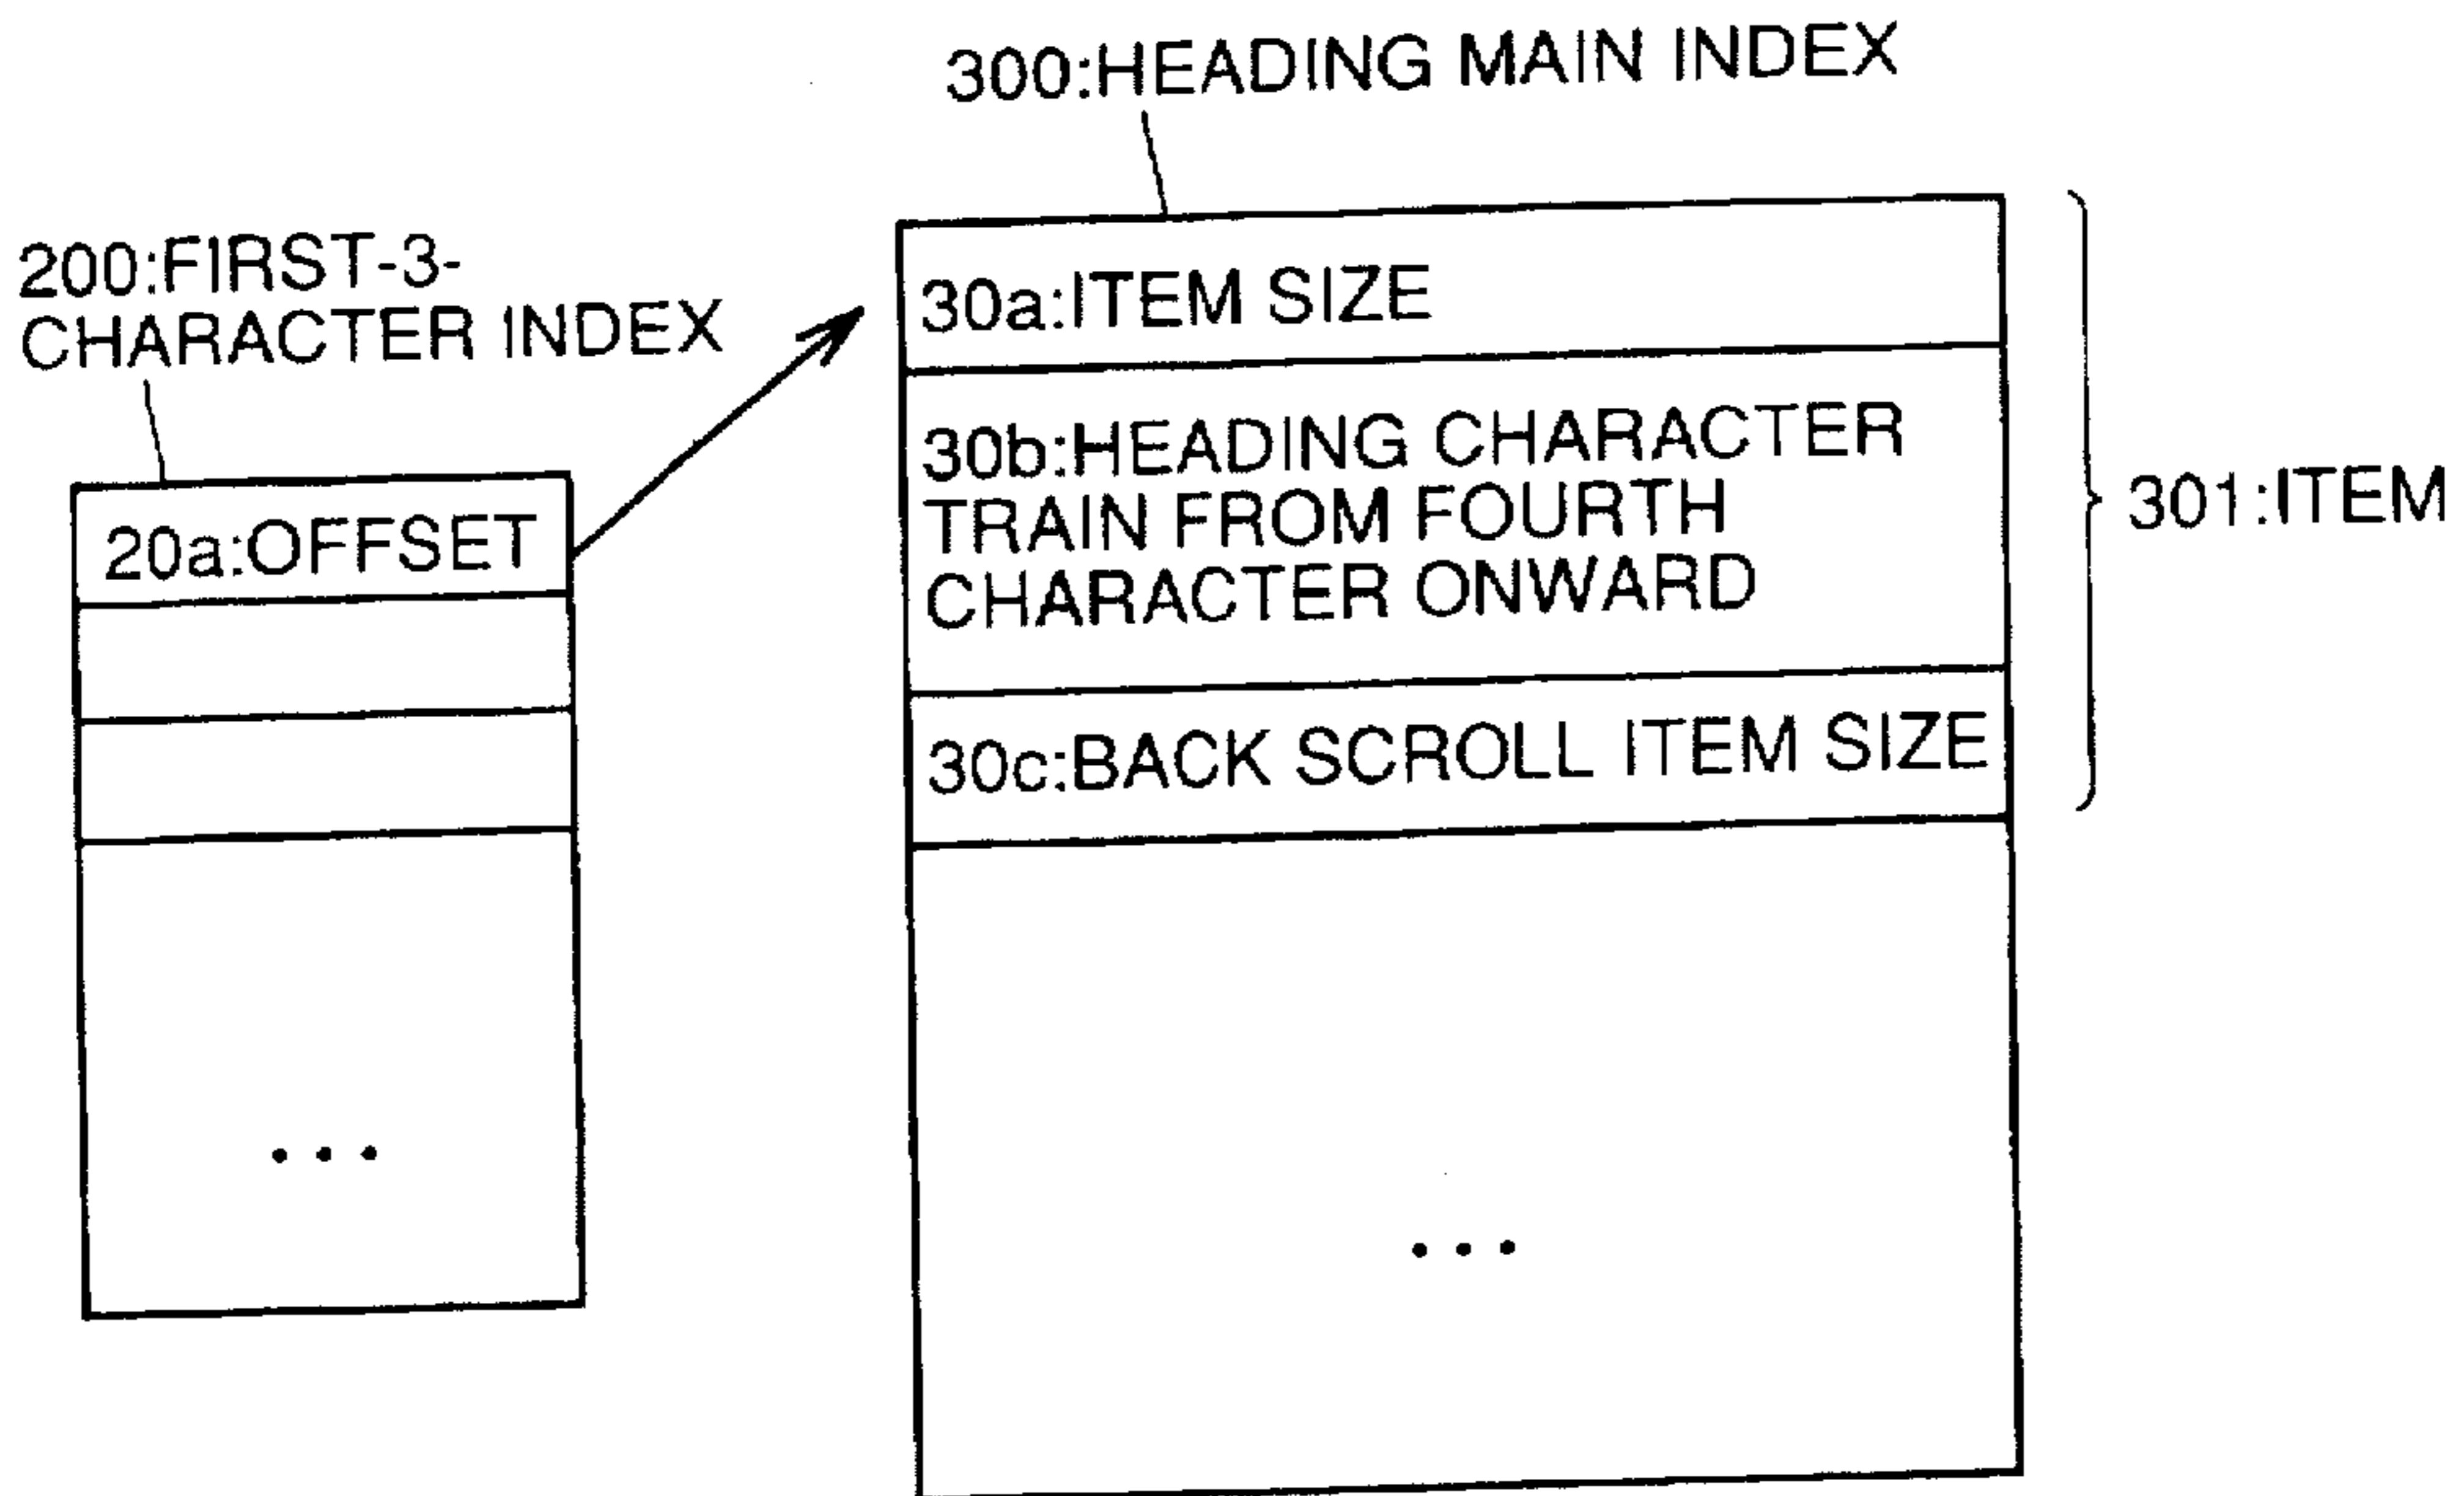 300:HEADING MAIN INDEX
200:FIRST-3-
CHARACTER INDEX
20a:OFFSET
...
30a:ITEM SIZE
30b:HEADING CHARACTER
TRAIN FROM FOURTH
CHARACTER ONWARD
30c:BACK SCROLL ITEM SIZE
...
301:ITEM